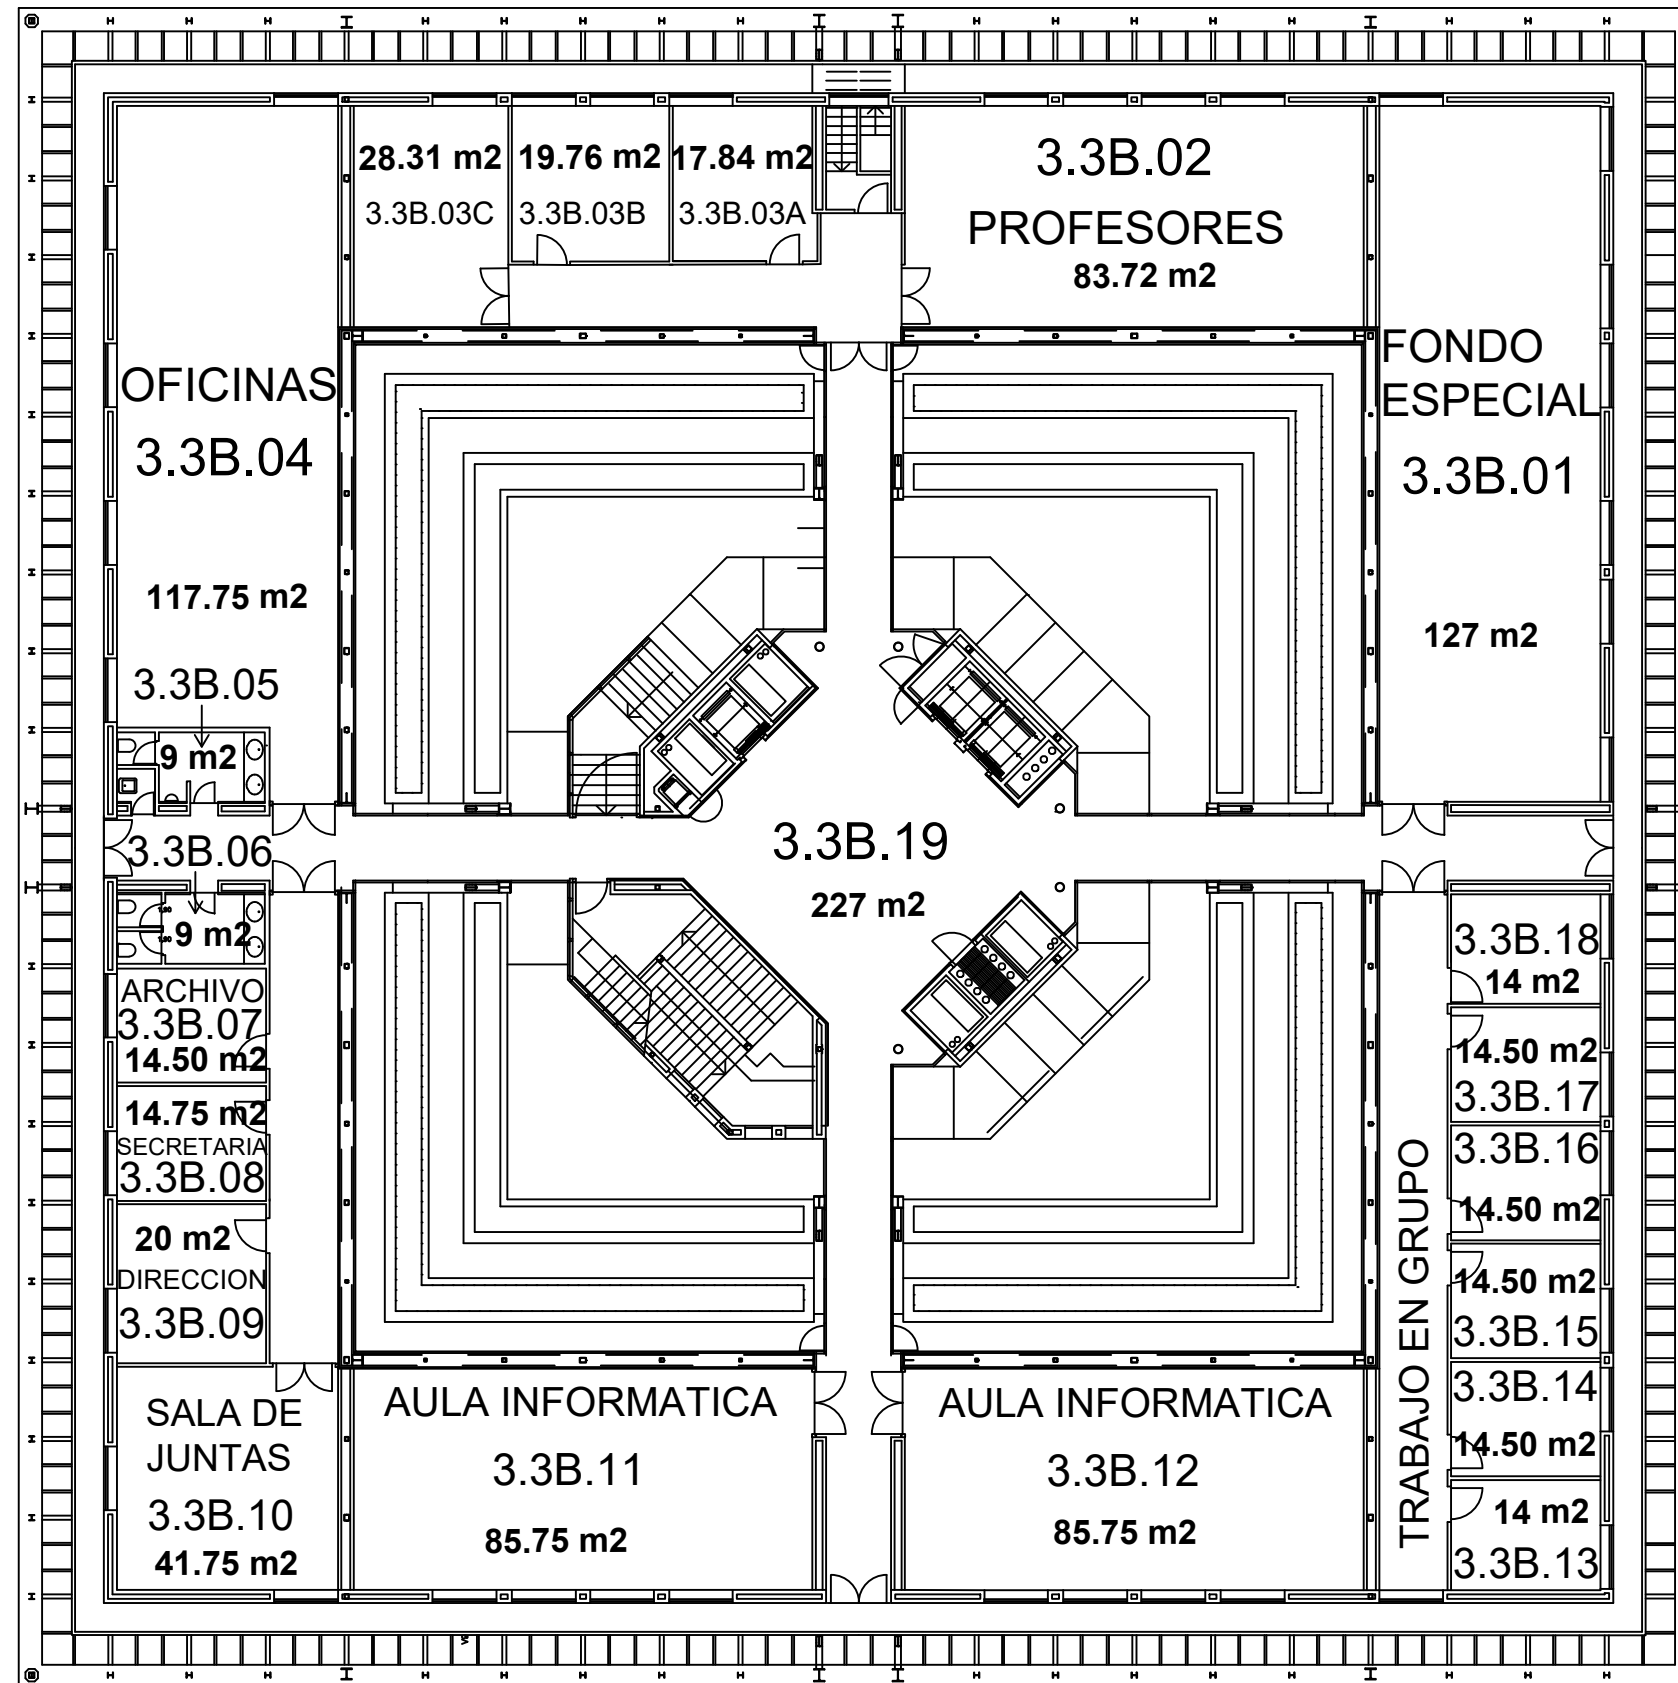 28.31 m2
3.3B.03C
19.76 m2
3.3B.03B
17.84 m2
3.3B.03A
3.3B.02
PROFESORES
83.72 m2
OFICINAS
3.3B.04
117.75 m2
FONDO
ESPECIAL
3.3B.01
127 m2
3.3B.05
9 m2
3.3B.06
9 m2
3.3B.19
227 m2
ARCHIVO
3.3B.07
14.50 m2
14.75 m2
SECRETARIA
3.3B.08
20 m2
DIRECCION
3.3B.09
SALA DE
JUNTAS
3.3B.10
41.75 m2
AULA INFORMATICA
3.3B.11
85.75 m2
AULA INFORMATICA
3.3B.12
85.75 m2
TRABAJO EN GRUPO
3.3B.18
14 m2
14.50 m2
3.3B.17
3.3B.16
14.50 m2
14.50 m2
3.3B.15
3.3B.14
14.50 m2
14 m2
3.3B.13